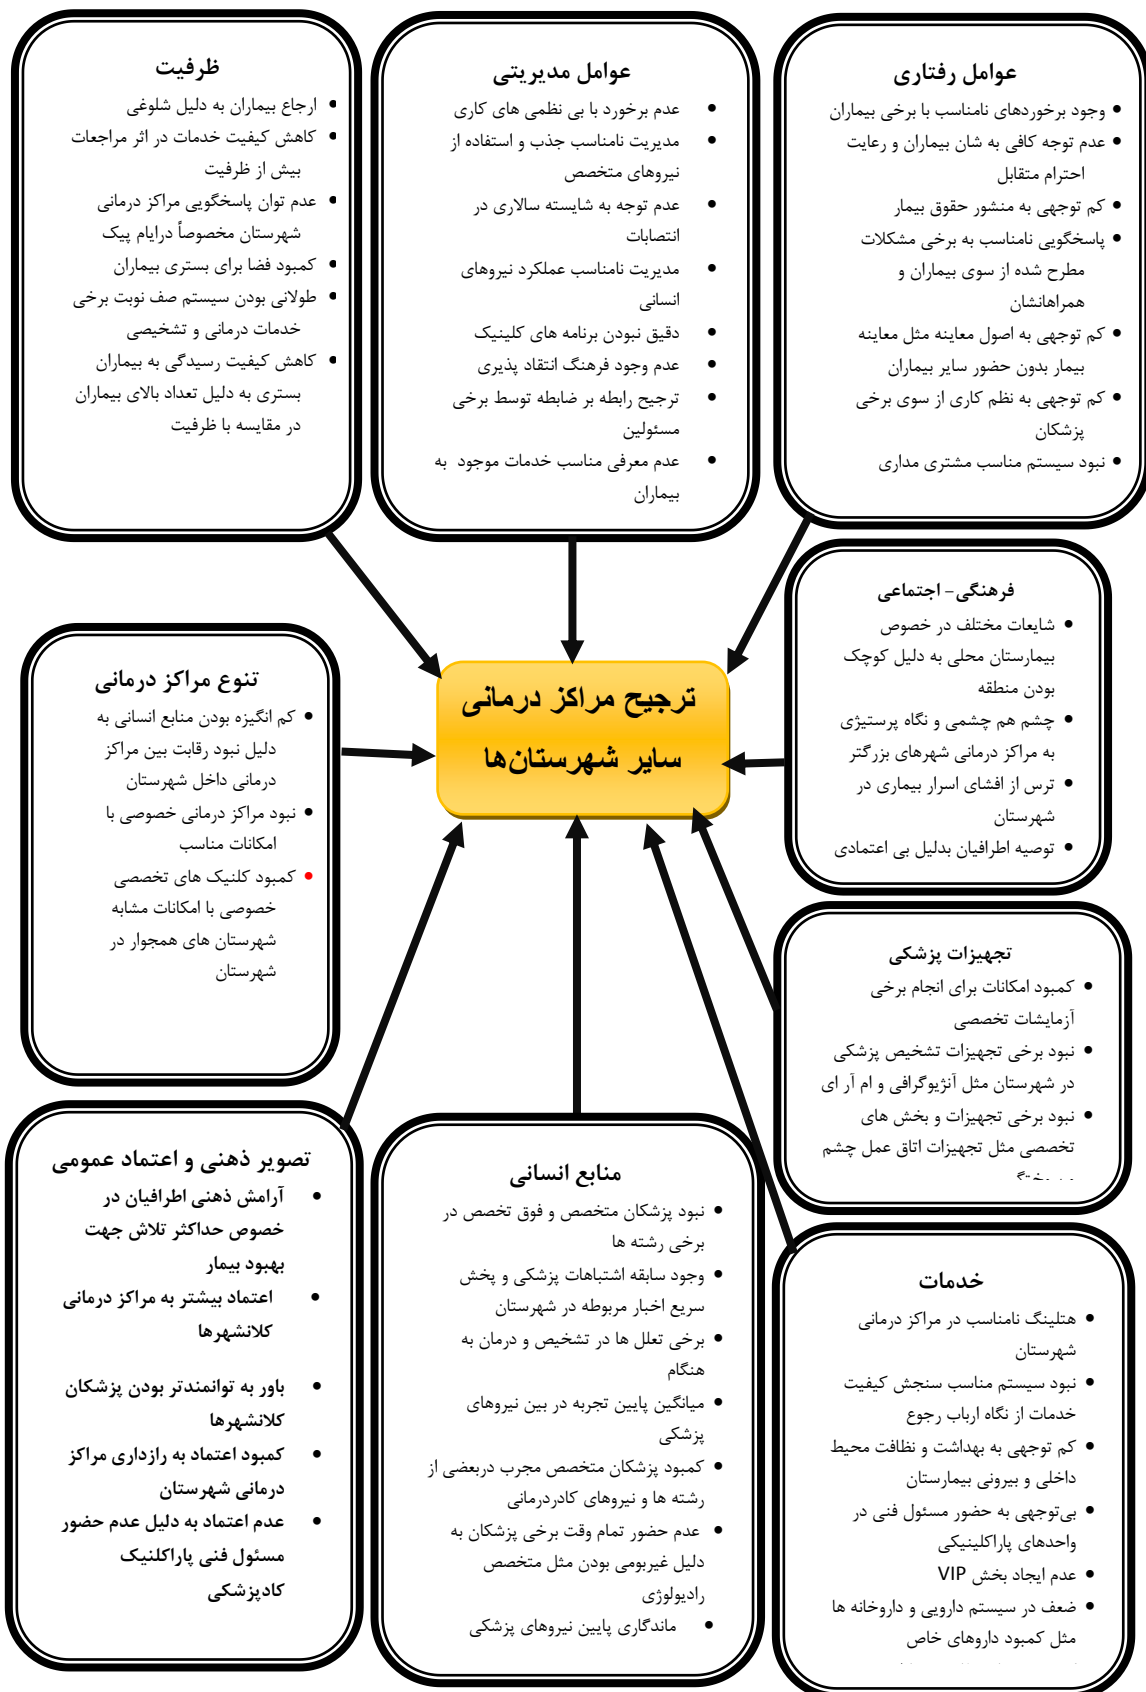 عوامل رفتاری
• وجود برخوردهای نامناسب با برخی بیماران
• عدم توجه کافی به شان بیماران و رعایت
احترام متقابل
• کم توجهی به منشور حقوق بیمار
• پاسخگویی نامناسب به برخی مشکلات
مطرح شده از سوی بیماران و
همراهانشان
• کم توجهی به اصول معاینه مثل معاینه
بیمار بدون حضور سایر بیماران
• کم توجهی به نظم کاری از سوی برخی
پزشکان
• نبود سیستم مناسب مشتری مداری
عوامل مدیریتی
• عدم برخورد با بی نظمی های کاری
• مدیریت نامناسب جذب و استفاده از
نیروهای متخصص
• عدم توجه به شایسته سالاری در
انتصابات
• مدیریت نامناسب عملکرد نیروهای
انسانی
• دقیق نبودن برنامه های کلینیک
• عدم وجود فرهنگ انتقاد پذیری
• ترجیح رابطه بر ضابطه توسط برخی
مسئولین
• عدم معرفی مناسب خدمات موجود به
بیماران
ظرفیت
• ارجاع بیماران به دلیل شلوغی
• کاهش کیفیت خدمات در اثر مراجعات
بیش از ظرفیت
• عدم توان پاسخگویی مراکز درمانی
شهرستان مخصوصاً درایام پیک
• کمبود فضا برای بستری بیماران
• طولانی بودن سیستم صف نوبت برخی
خدمات درمانی و تشخیصی
• کاهش کیفیت رسیدگی به بیماران
بستری به دلیل تعداد بالای بیماران
در مقایسه با ظرفیت
فرهنگی- اجتماعی
• شایعات مختلف در خصوص
بیمارستان محلی به دلیل کوچک
بودن منطقه
• چشم هم چشمی و نگاه پرستیژی
به مراکز درمانی شهرهای بزرگتر
• ترس از افشای اسرار بیماری در
شهرستان
• توصیه اطرافیان بدلیل بی اعتمادی
ترجیح مراکز درمانی
سایر شهرستان‌ها
تنوع مراکز درمانی
• کم انگیزه بودن منابع انسانی به
دلیل نبود رقابت بین مراکز
درمانی داخل شهرستان
• نبود مراکز درمانی خصوصی با
امکانات مناسب
• کمبود کلنیک های تخصصی
خصوصی با امکانات مشابه
شهرستان های همجوار در
شهرستان
تجهیزات پزشکی
• کمبود امکانات برای انجام برخی
آزمایشات تخصصی
• نبود برخی تجهیزات تشخیص پزشکی
در شهرستان مثل آنژیوگرافی و ام آر ای
• نبود برخی تجهیزات و بخش های
تخصصی مثل تجهیزات اتاق عمل چشم
خدمات
• هتلینگ نامناسب در مراکز درمانی
شهرستان
• نبود سیستم مناسب سنجش کیفیت
خدمات از نگاه ارباب رجوع
• کم توجهی به بهداشت و نظافت محیط
داخلی و بیرونی بیمارستان
• بی‌توجهی به حضور مسئول فنی در
واحدهای پاراکلینیکی
• عدم ایجاد بخش VIP
• ضعف در سیستم دارویی و داروخانه ها
مثل کمبود داروهای خاص
منابع انسانی
• نبود پزشکان متخصص و فوق تخصص در
برخی رشته ها
• وجود سابقه اشتباهات پزشکی و پخش
سریع اخبار مربوطه در شهرستان
• برخی تعلل ها در تشخیص و درمان به
هنگام
• میانگین پایین تجربه در بین نیروهای
پزشکی
• کمبود پزشکان متخصص مجرب دربعضی از
رشته ها و نیروهای کادردرمانی
• عدم حضور تمام وقت برخی پزشکان به
دلیل غیربومی بودن مثل متخصص
رادیولوژی
• ماندگاری پایین نیروهای پزشکی
تصویر ذهنی و اعتماد عمومی
• آرامش ذهنی اطرافیان در
خصوص حداکثر تلاش جهت
بهبود بیمار
• اعتماد بیشتر به مراکز درمانی
کلانشهرها
• باور به توانمندتر بودن پزشکان
کلانشهرها
• کمبود اعتماد به رازداری مراکز
درمانی شهرستان
• عدم اعتماد به دلیل عدم حضور
مسئول فنی پاراکلنیک
کادپزشکی